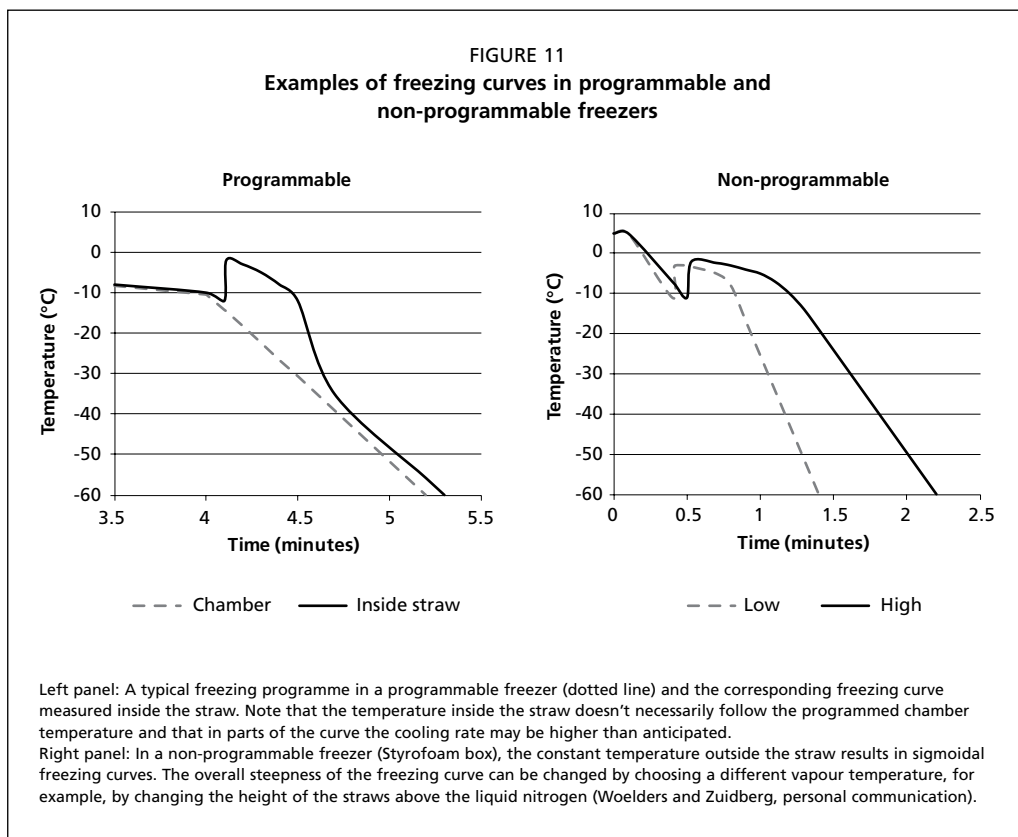 FIGURE 11
Examples of freezing curves in programmable and
non-programmable freezers
Programmable
10
0
-10
-20
-30
-40
-50
-60
3.5
4
4.5
5
5.5
Temperature (°C)
Time (minutes)
Chamber
Inside straw
Non-programmable
10
0
-10
-20
-30
-40
-50
-60
0
0.5
1
1.5
2
2.5
Temperature (°C)
Time (minutes)
Low
High
Left panel: A typical freezing programme in a programmable freezer (dotted line) and the corresponding freezing curve
measured inside the straw. Note that the temperature inside the straw doesn't necessarily follow the programmed chamber
temperature and that in parts of the curve the cooling rate may be higher than anticipated.
Right panel: In a non-programmable freezer (Styrofoam box), the constant temperature outside the straw results in sigmoidal
freezing curves. The overall steepness of the freezing curve can be changed by choosing a different vapour temperature, for
example, by changing the height of the straws above the liquid nitrogen (Woelders and Zuidberg, personal communication).